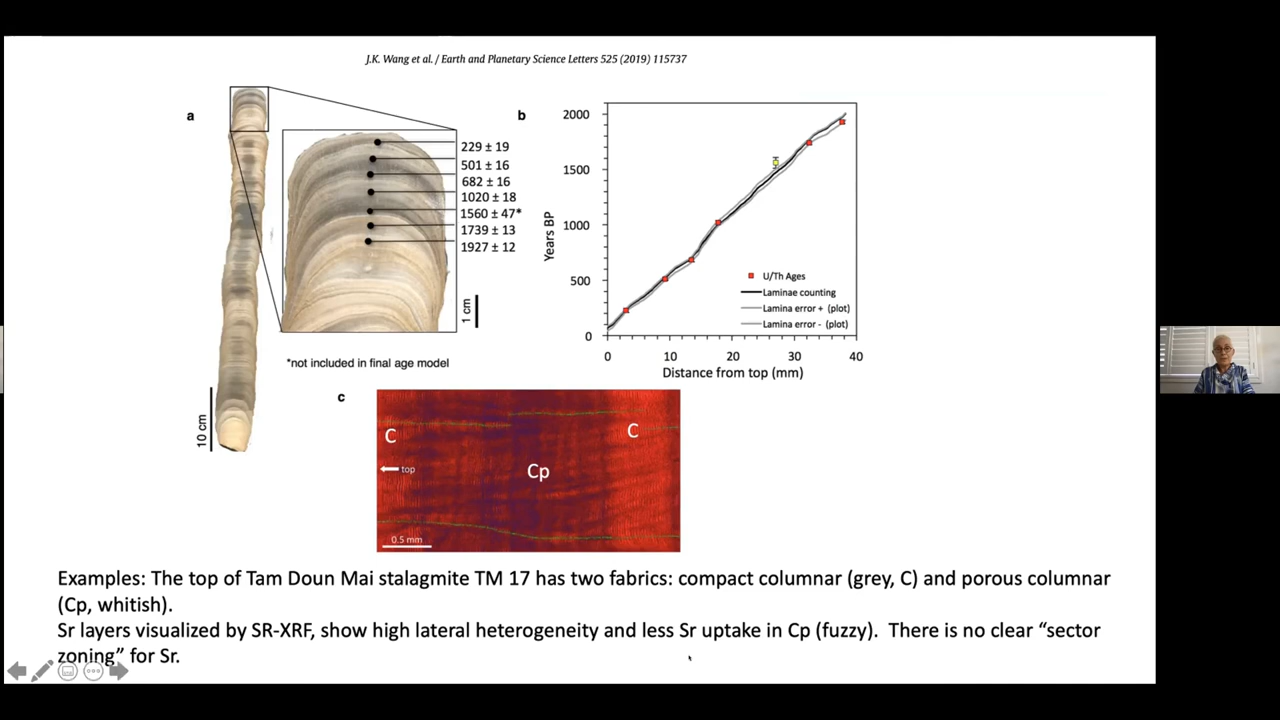 J.K. Wang et al. / Earth and Planetary Science Letters 525 (2019) 115737
a
229 ± 19
501 ± 16
682 ± 16
1020 ± 18
1560 ± 47*
1739 ± 13
1927 ± 12
1 cm
10 cm
*not included in final age model
b
2000
1500
1000
500
0
Years BP
U/Th Ages
Laminae counting
Lamina error + (plot)
Lamina error - (plot)
0 10 20 30 40
Distance from top (mm)
c
C
C
top
Cp
0.5 mm
Examples: The top of Tam Doun Mai stalagmite TM 17 has two fabrics: compact columnar (grey, C) and porous columnar
(Cp, whitish).
Sr layers visualized by SR-XRF, show high lateral heterogeneity and less Sr uptake in Cp (fuzzy). There is no clear “sector
zoning” for Sr.